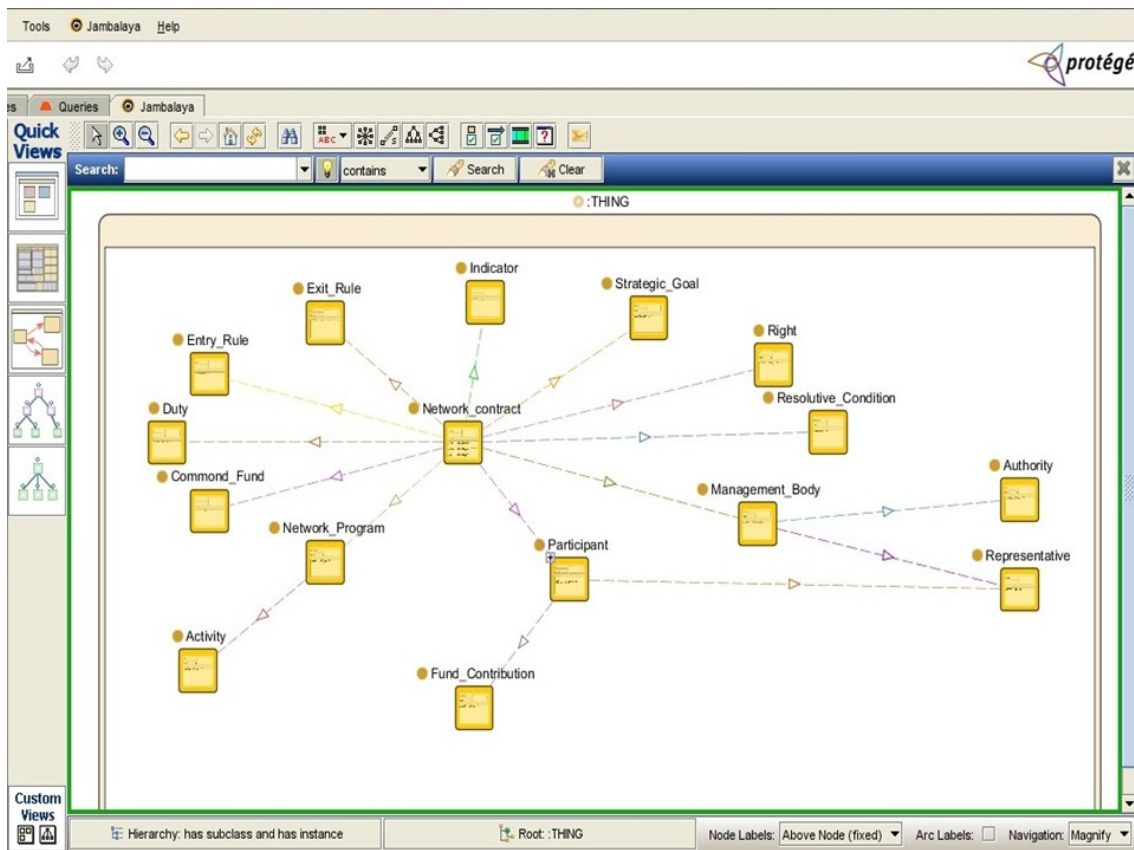 Tools Jambalaya Help
protégé
es Queries Jambalaya
Quick
Views
ABC
S
?
Search: contains Search Clear
:THING
Indicator
Exit_Rule
Strategic_Goal
Entry_Rule
Right
Duty
Network_contract
Resolutive_Condition
Commond_Fund
Management_Body
Authority
Network_Program
Participant
Representative
Activity
Fund_Contribution
Custom
Views
Hierarchy: has subclass and has instance Root: :THING Node Labels: Above Node (fixed) Arc Labels: Navigation: Magnify